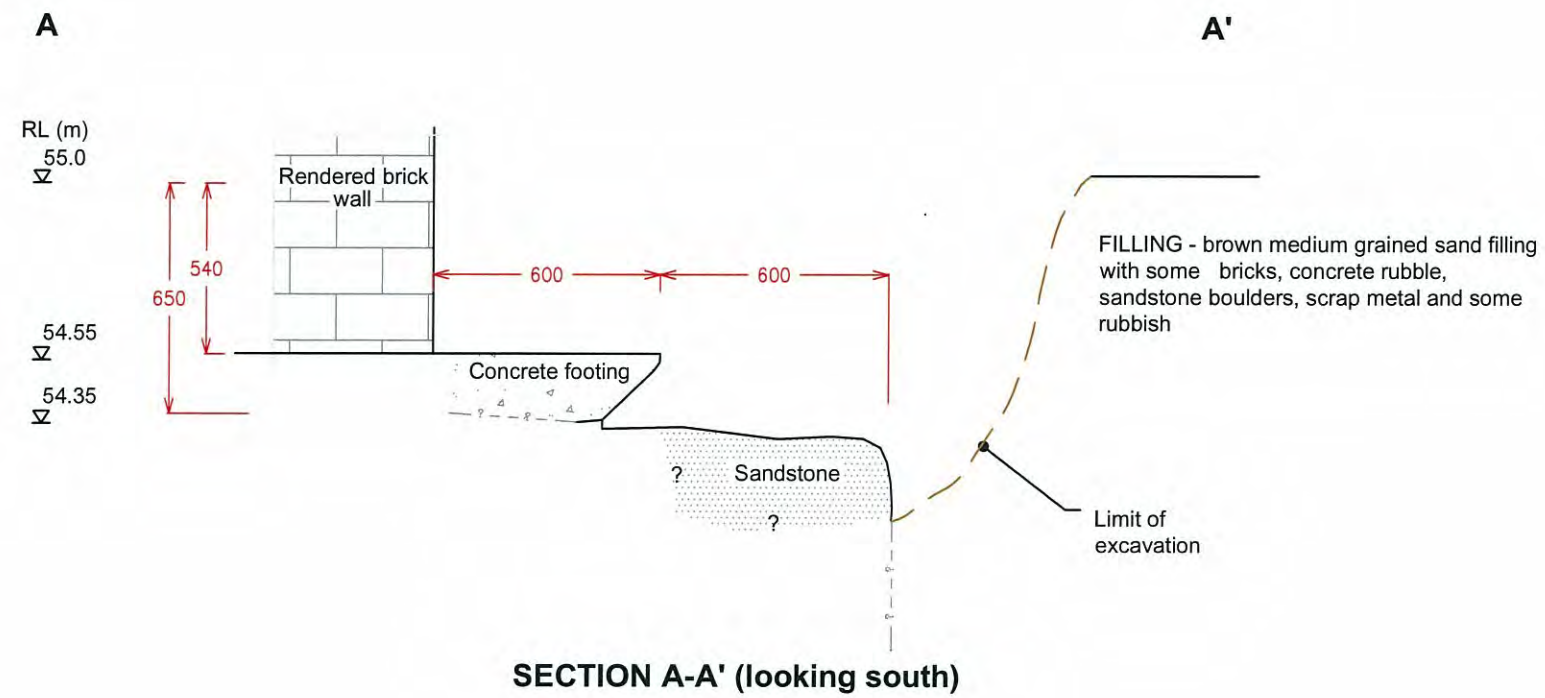 A
A'
RL (m)
55.0
Rendered brick
wall
540
650
600
600
FILLING - brown medium grained sand filling
with some bricks, concrete rubble,
sandstone boulders, scrap metal and some
rubbish
54.55
Concrete footing
54.35
? ?
?
Sandstone
?
Limit of
excavation
?
?
SECTION A-A' (looking south)